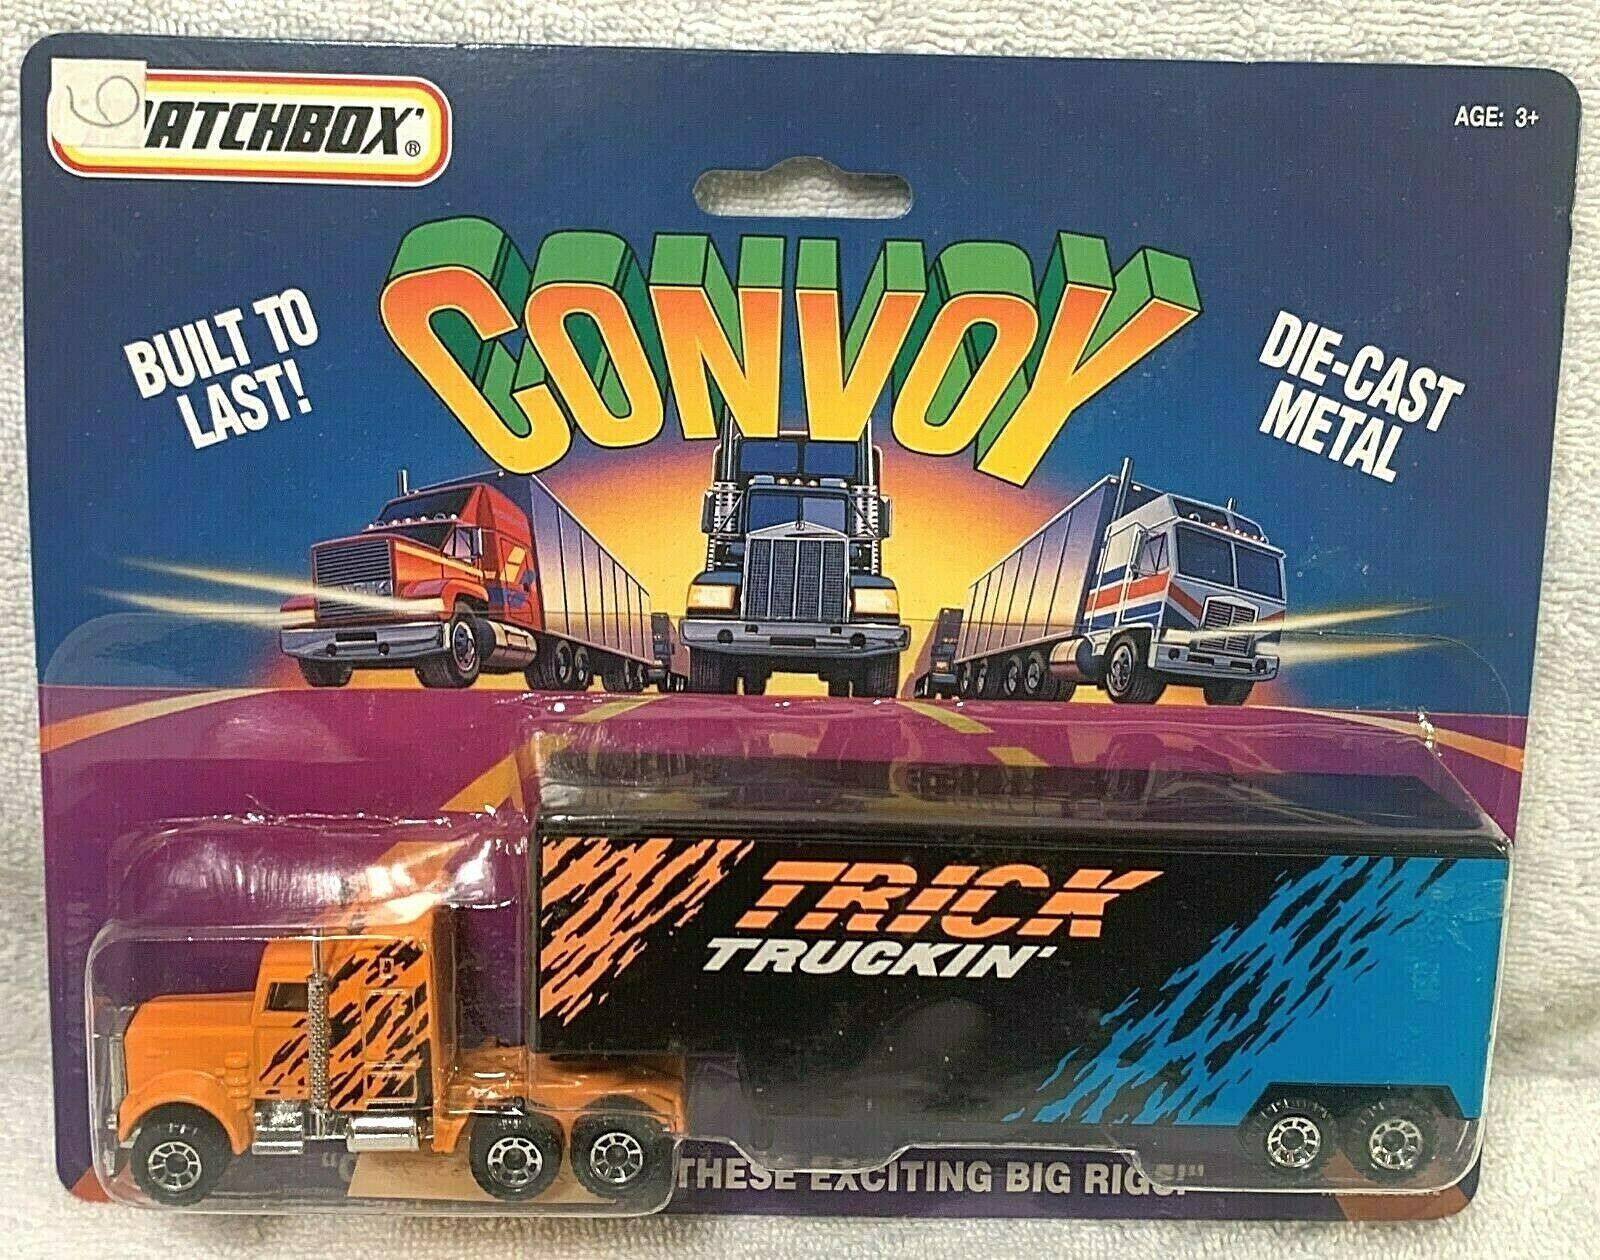 ATCHBOX®
AGE: 3+
CONVOY
BUILT TO
LAST!
DIE-CAST
METAL
TRICK
TRUCKIN'
THESE EXCITING BIG RIGS!"